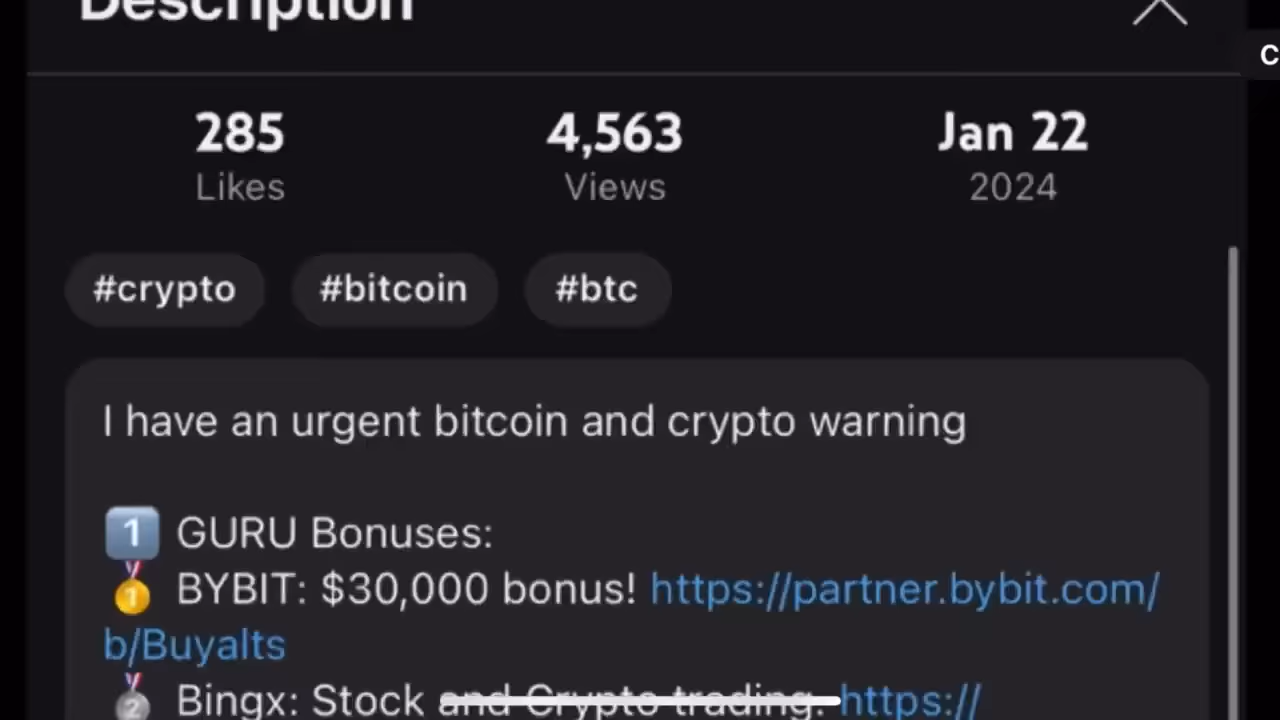 Description
C
285 4,563 Jan 22
Likes Views 2024
#crypto #bitcoin #btc
I have an urgent bitcoin and crypto warning
1️⃣ GURU Bonuses:
🥇 BYBIT: $30,000 bonus! https://partner.bybit.com/
b/Buyalts
🥈 Bingx: Stock and Crypto trading: https://